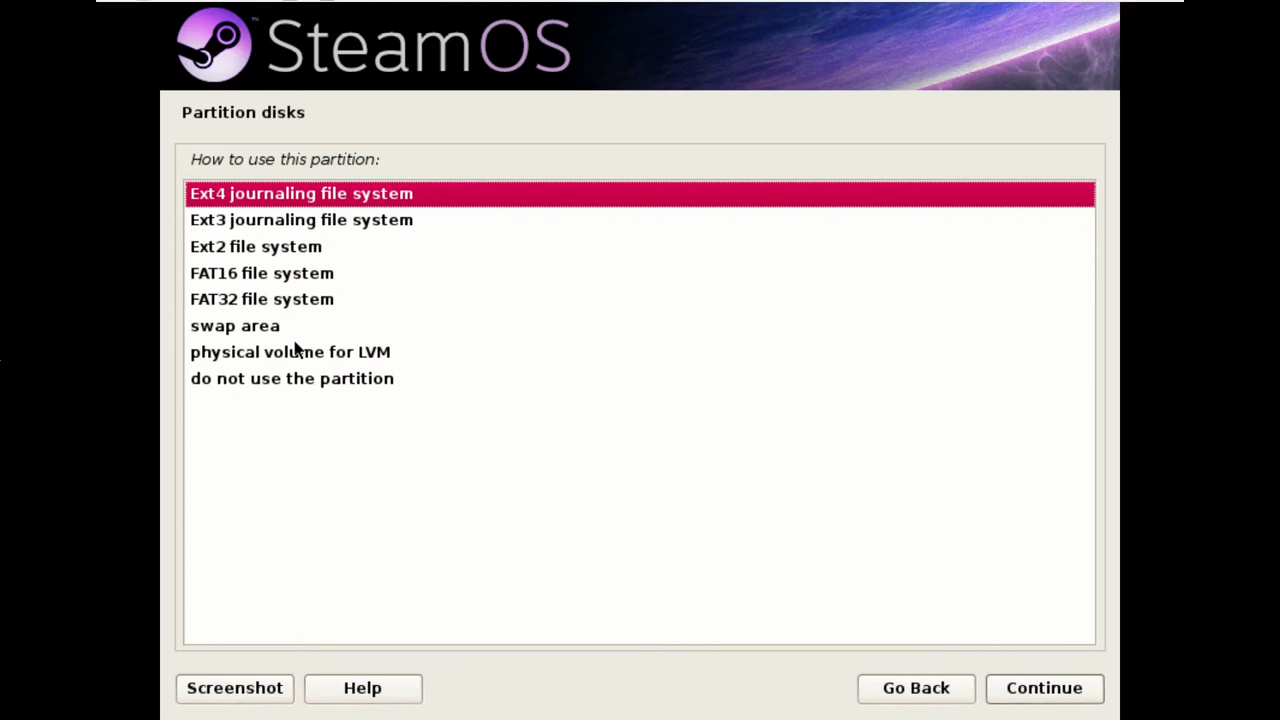 SteamOS™
Partition disks
How to use this partition:
Ext4 journaling file system
Ext3 journaling file system
Ext2 file system
FAT16 file system
FAT32 file system
swap area
physical volume for LVM
do not use the partition
Screenshot Help Go Back Continue